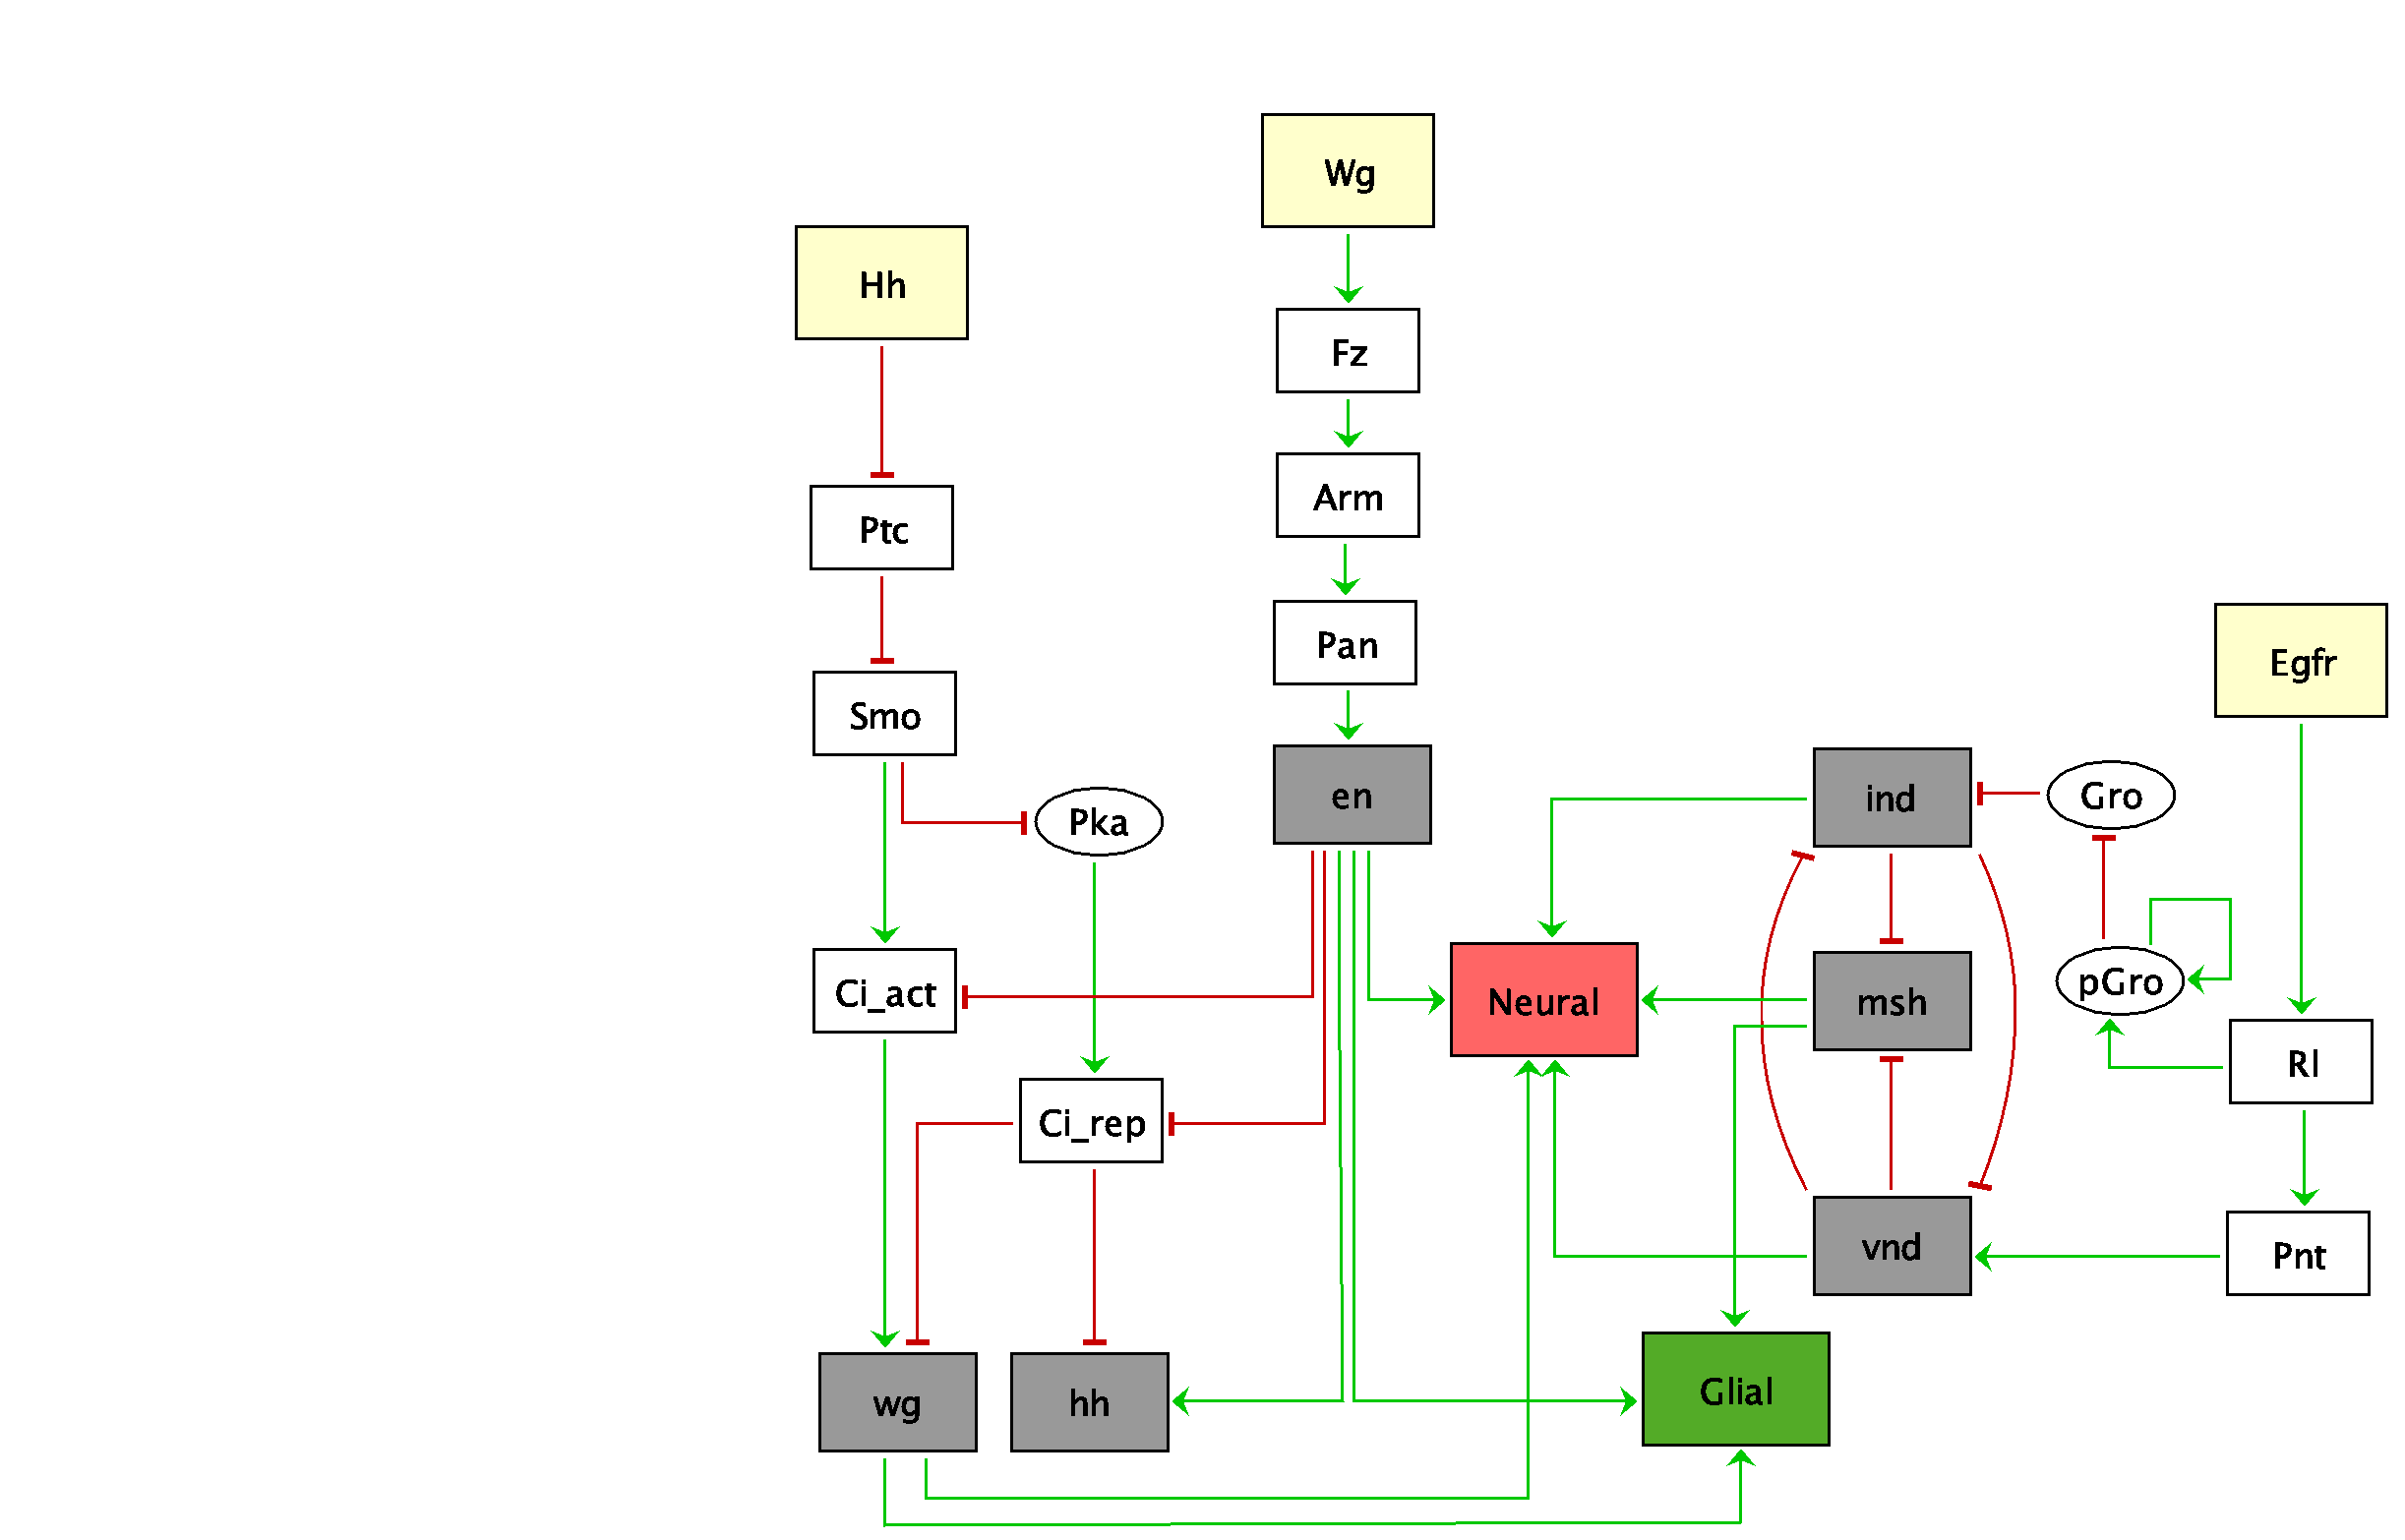 Wg
Hh
Fz
Arm
Ptc
Pan
Egfr
Smo
en
ind
Gro
Pka
pGro
Ci_act
Neural
msh
Rl
Ci_rep
vnd
Pnt
Glial
wg
hh